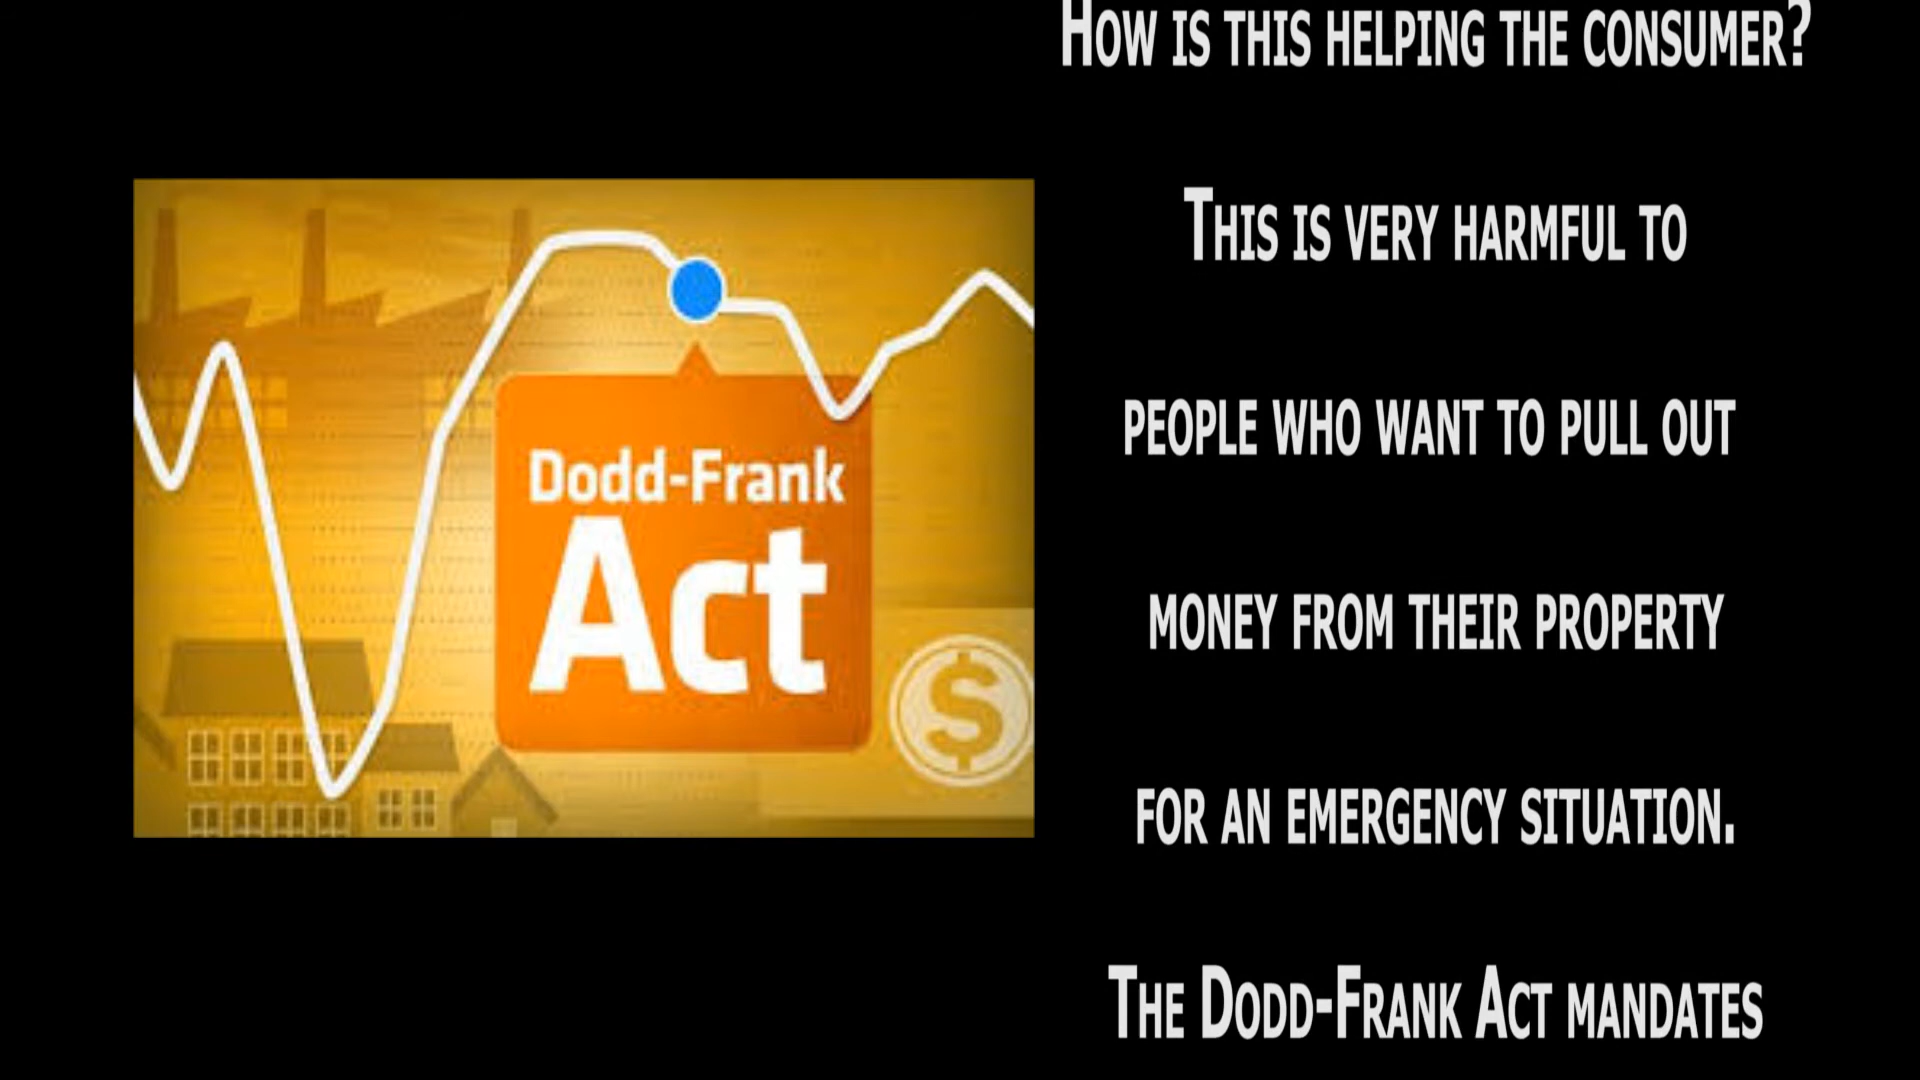 How is this helping the consumer?
This is very harmful to
people who want to pull out
money from their property
for an emergency situation.
The Dodd-Frank Act mandates
Dodd-Frank
Act
$